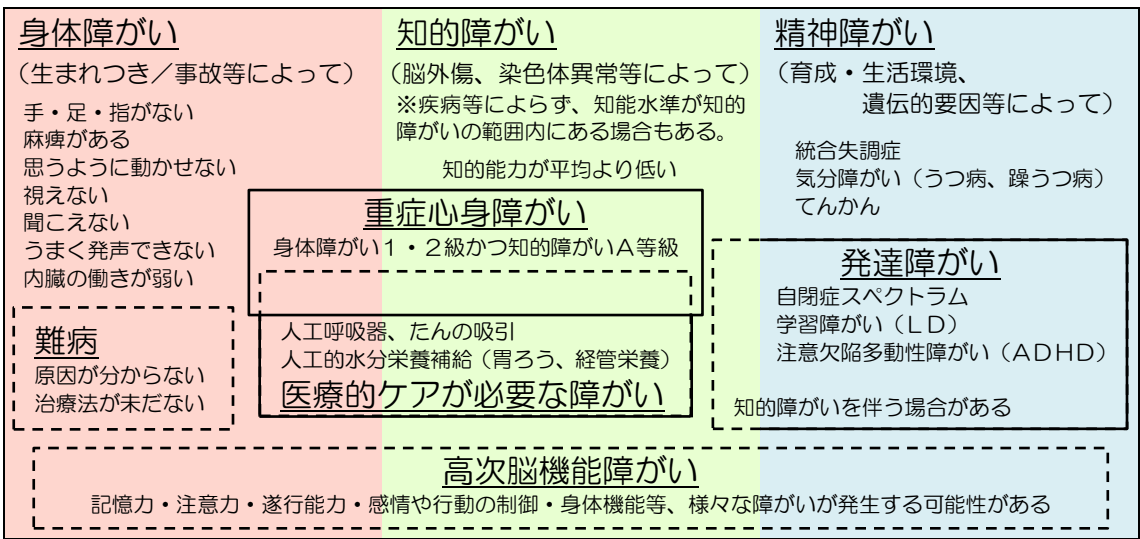 身体障がい
（生まれつき／事故等によって）
手・足・指がない
麻痺がある
思うように動かせない
視えない
聞こえない
うまく発声できない
内臓の働きが弱い
知的障がい
（脳外傷、染色体異常等によって）
※疾病等によらず、知能水準が知的
障がいの範囲内にある場合もある。
知的能力が平均より低い
精神障がい
（育成・生活環境、
遺伝的要因等によって）
統合失調症
気分障がい（うつ病、躁うつ病）
てんかん
重症心身障がい
身体障がい１・２級かつ知的障がいＡ等級
発達障がい
自閉症スペクトラム
学習障がい（ＬＤ）
注意欠陥多動性障がい（ＡＤＨＤ）
知的障がいを伴う場合がある
難病
原因が分からない
治療法が未だない
人工呼吸器、たんの吸引
人工的水分栄養補給（胃ろう、経管栄養）
医療的ケアが必要な障がい
高次脳機能障がい
記憶力・注意力・遂行能力・感情や行動の制御・身体機能等、様々な障がいが発生する可能性がある